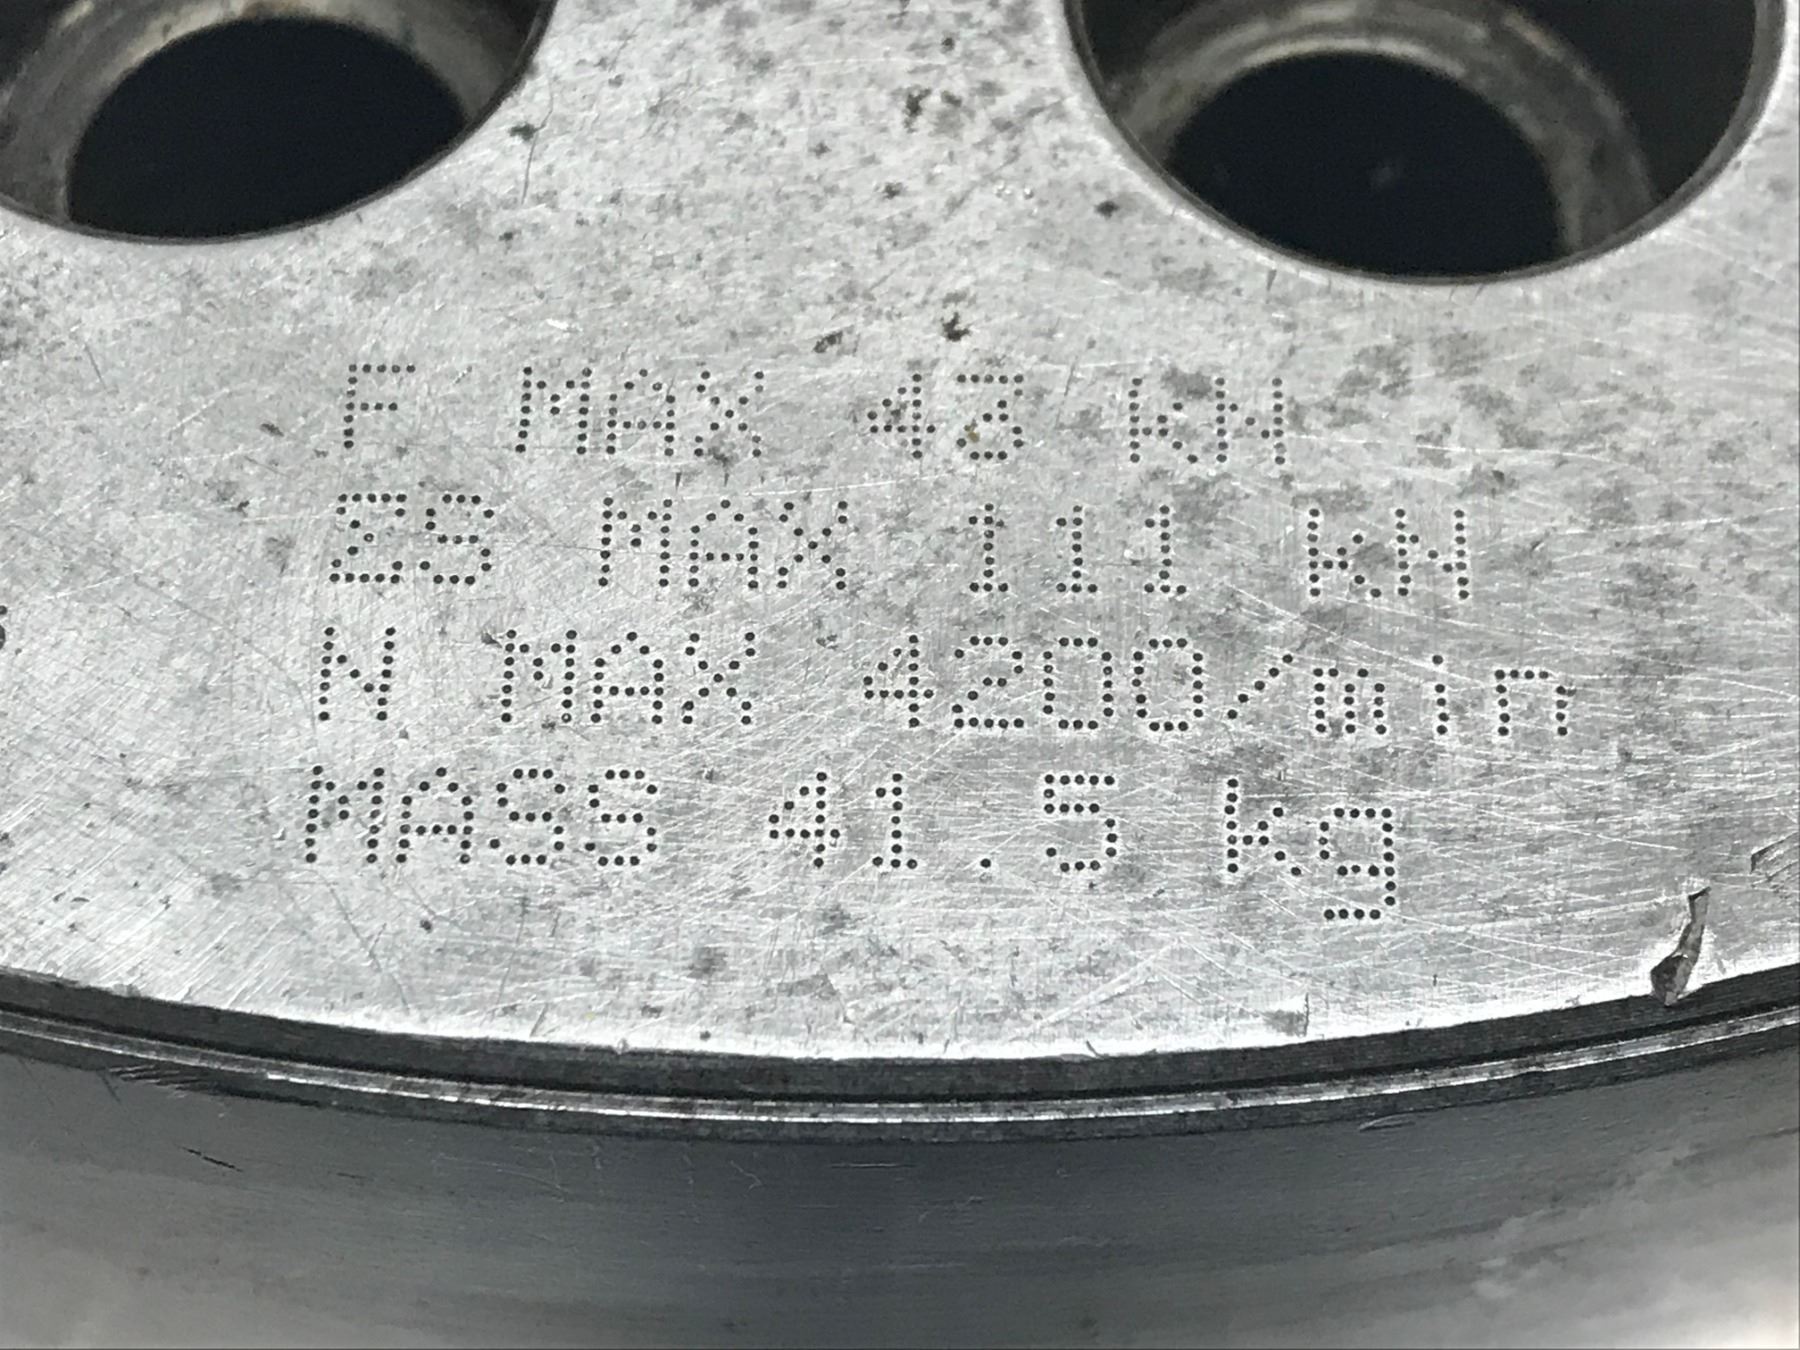 F MAX 43 kN
ΣS MAX 111 kN
N MAX 4200/min
MASS 41.5 kg